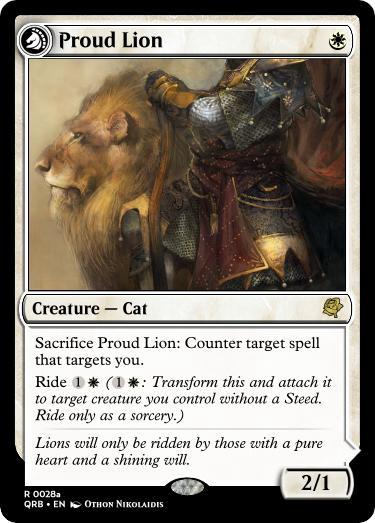 Proud Lion
Creature — Cat
Sacrifice Proud Lion: Counter target spell
that targets you.
Ride 1 (1: Transform this and attach it
to target creature you control without a Steed.
Ride only as a sorcery.)
Lions will only be ridden by those with a pure
heart and a shining will.
2/1
R 0028a
QRB • EN Othon Nikolaidis